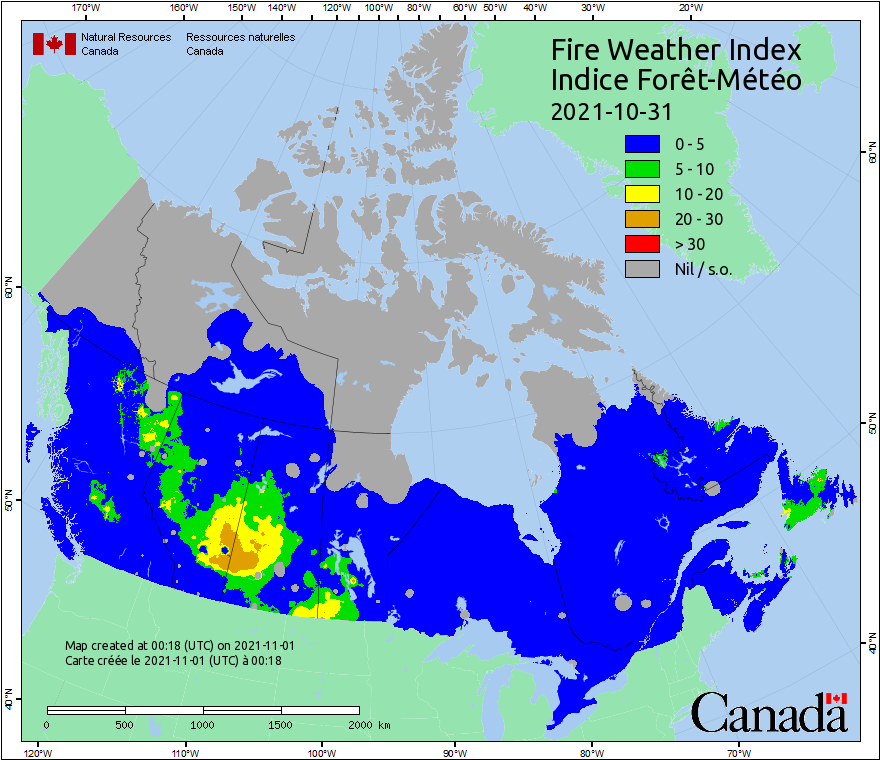 170°W 160°W 150°W 140°W 130°W 120°W 110°W 100°W 90°W 80°W 70°W 60°W 50°W 40°W 30°W 20°W
Natural Resources Ressources naturelles
Canada Canada
Fire Weather Index
Indice Forêt-Météo
2021-10-31
0 - 5
5 - 10
10 - 20
20 - 30
> 30
Nil / s.o.
60°N
60°N
50°N
50°N
40°N
40°N
Map created at 00:18 (UTC) on 2021-11-01
Carte créée le 2021-11-01 (UTC) à 00:18
0 500 1000 1500 2000 km
Canada
120°W 110°W 100°W 90°W 80°W 70°W